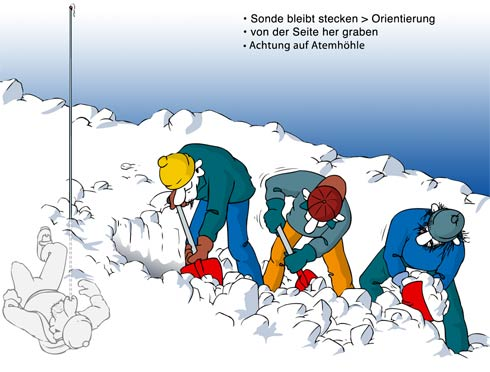 • Sonde bleibt stecken > Orientierung
• von der Seite her graben
• Achtung auf Atemhöhle